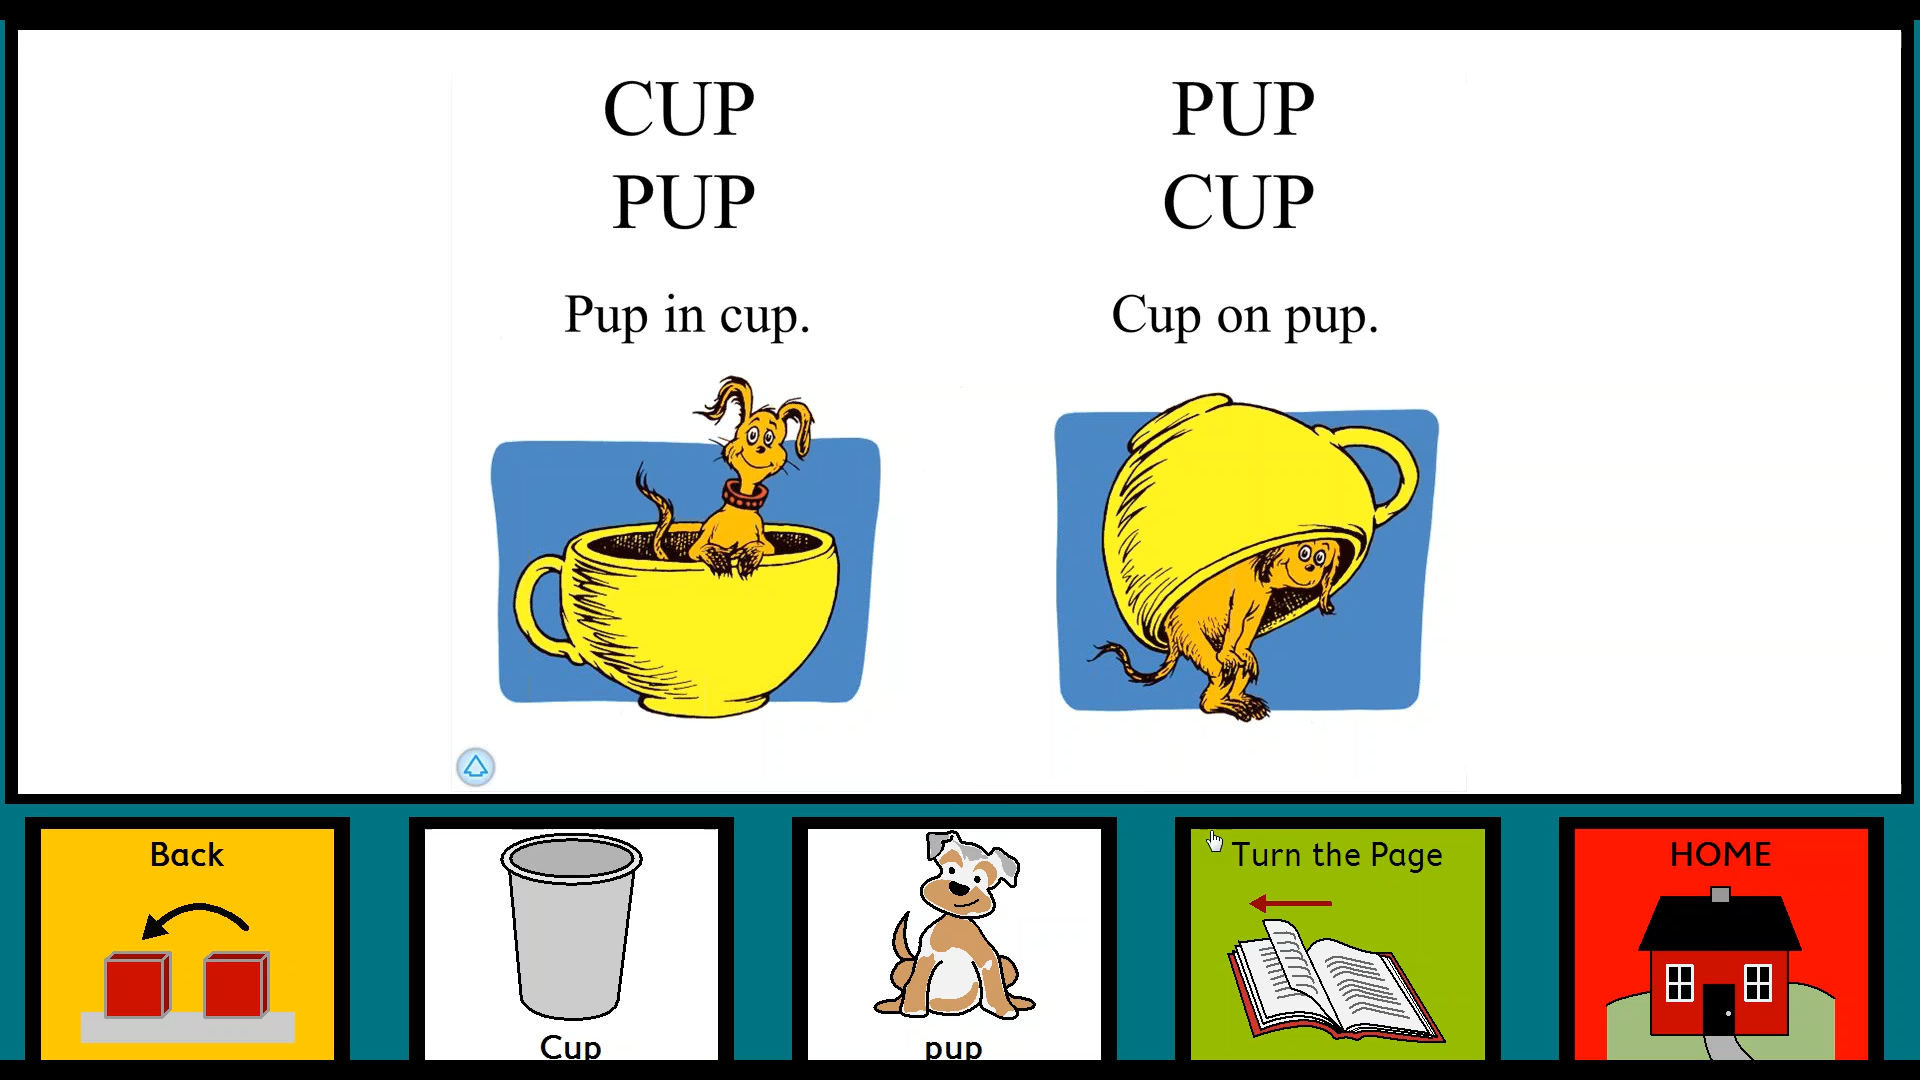 CUP
PUP
Pup in cup.
PUP
CUP
Cup on pup.
Back
Cup
pup
Turn the Page
HOME